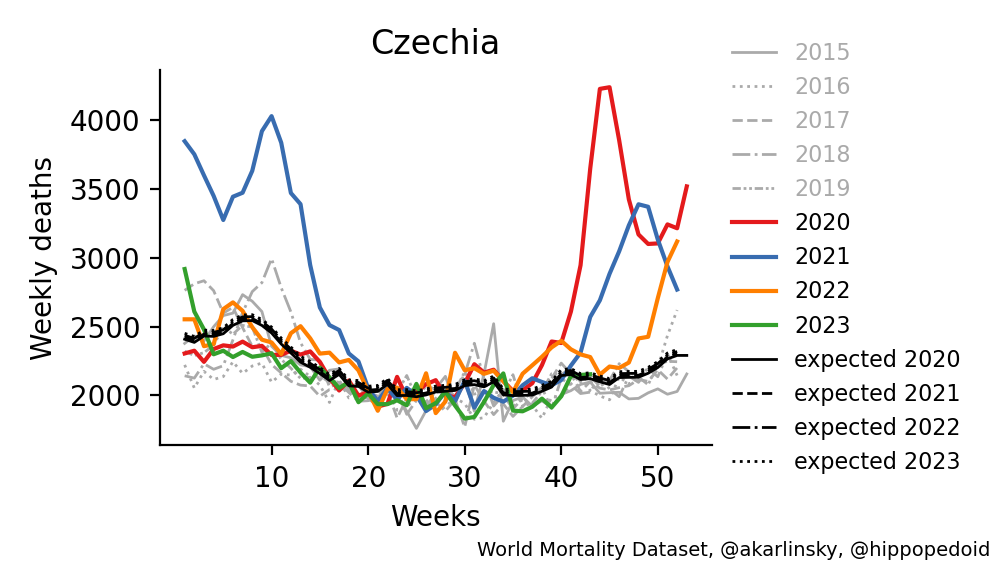 Czechia
Weekly deaths
4000
3500
3000
2500
2000
10 20 30 40 50
Weeks
2015
2016
2017
2018
2019
2020
2021
2022
2023
expected 2020
expected 2021
expected 2022
expected 2023
World Mortality Dataset, @akarlinsky, @hippopedoid